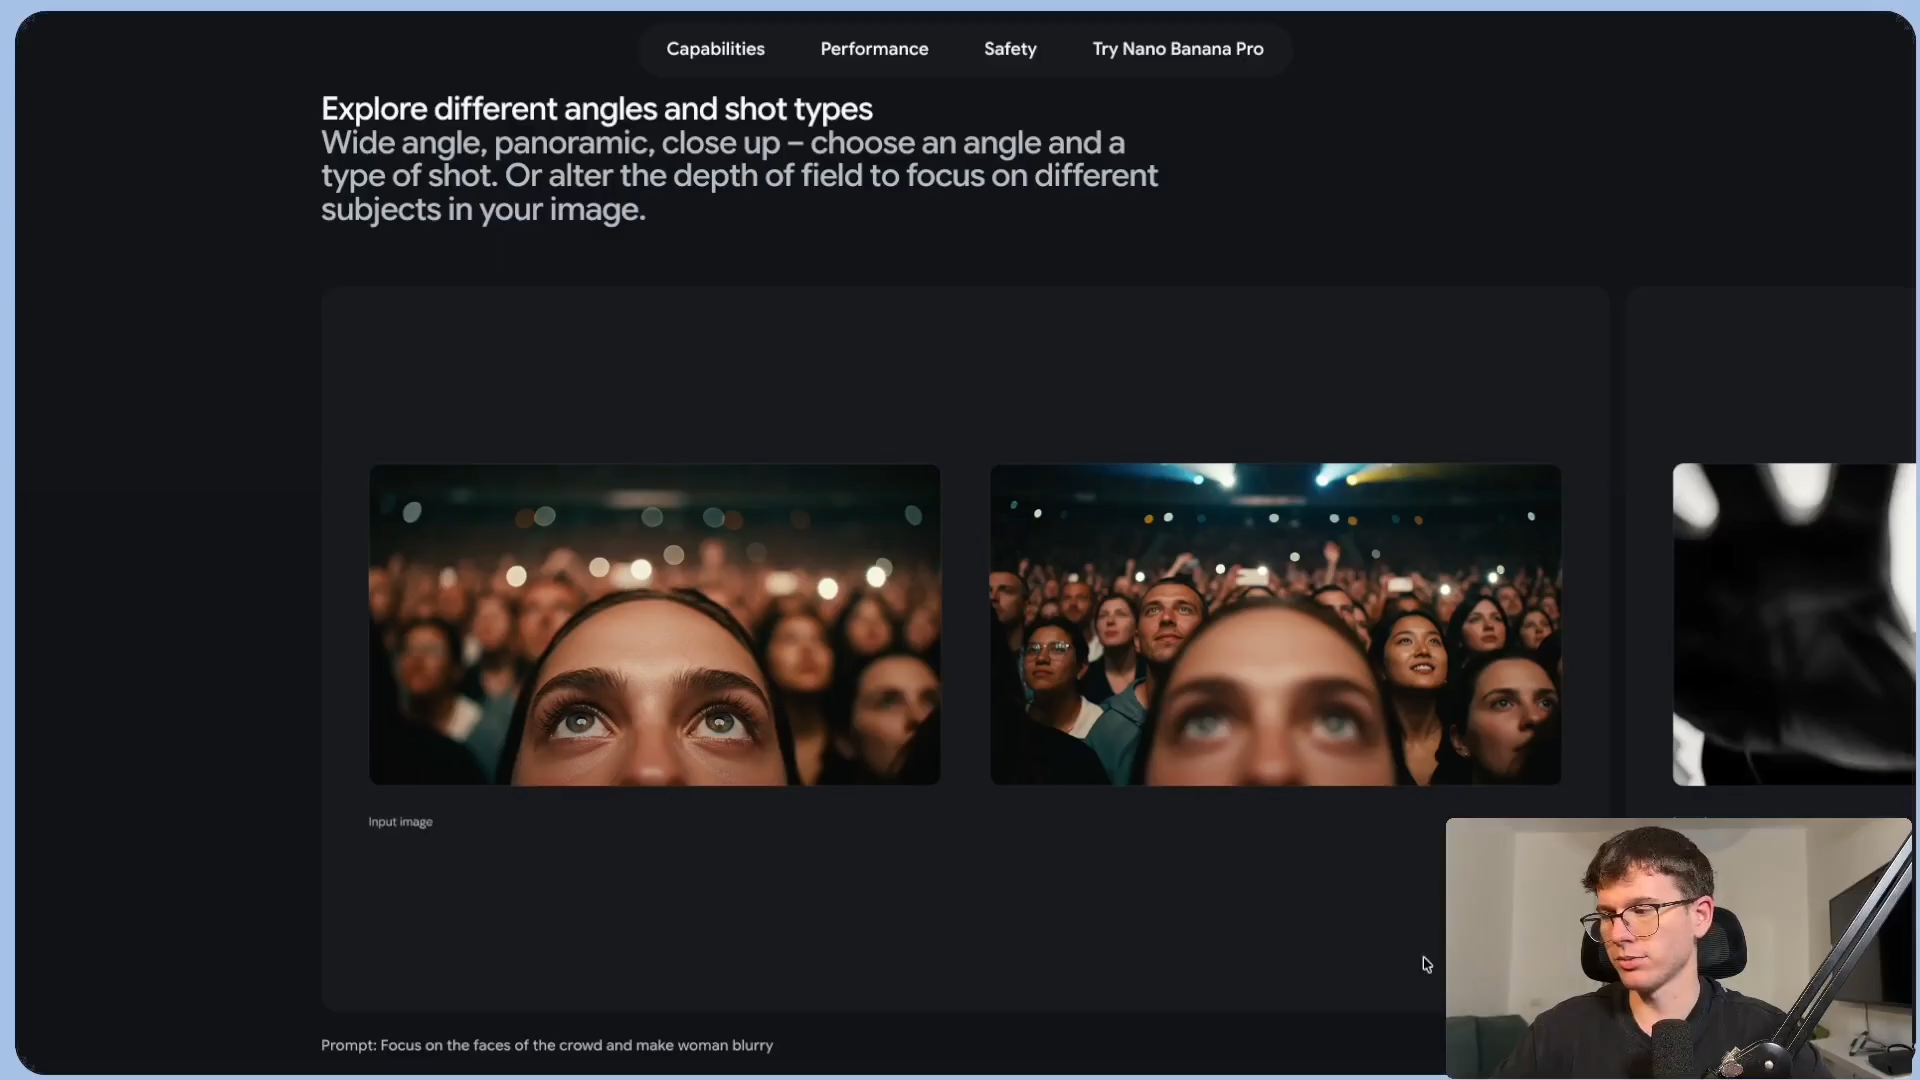 Capabilities
Performance
Safety
Try Nano Banana Pro
Explore different angles and shot types
Wide angle, panoramic, close up – choose an angle and a
type of shot. Or alter the depth of field to focus on different
subjects in your image.
Input image
Prompt: Focus on the faces of the crowd and make woman blurry